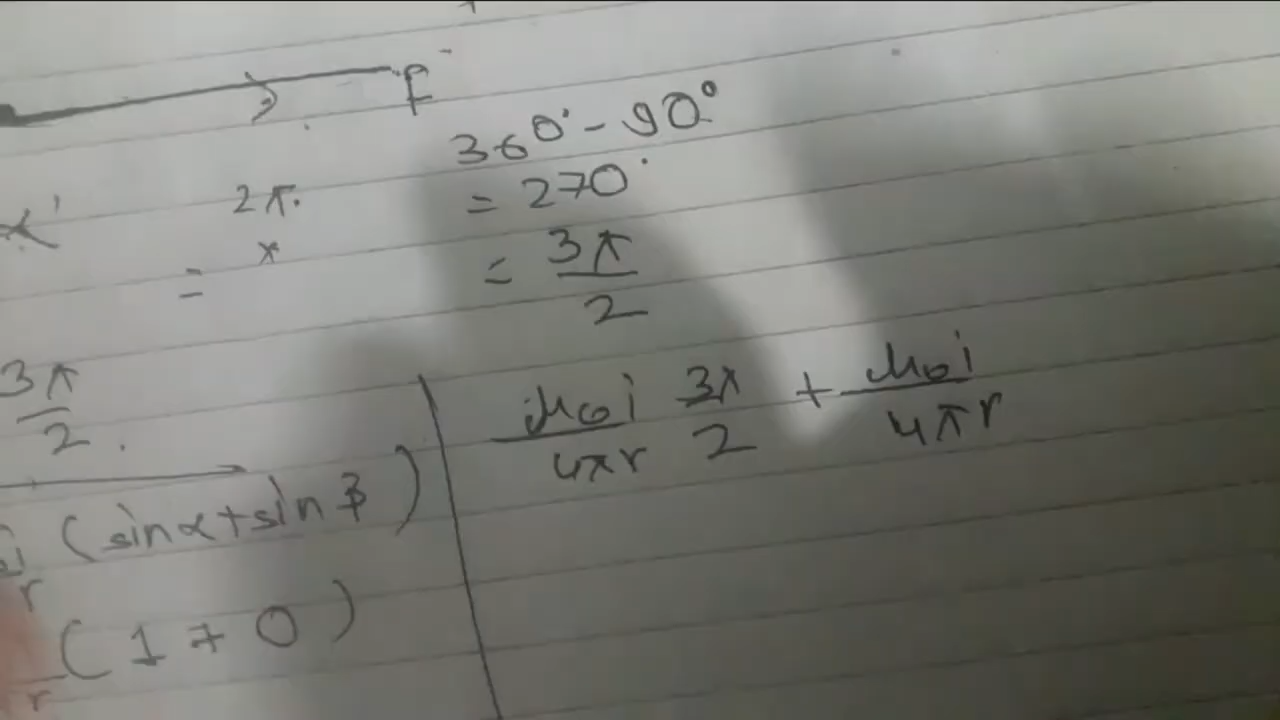 F
360° - 90°
2π.
= 270°
α'
= x
= 3π/2
3π/2.
μ₀i/4πr 3π/2 + μ₀i/4πr
(sinα + sinβ)
r
(1 + 0)
r